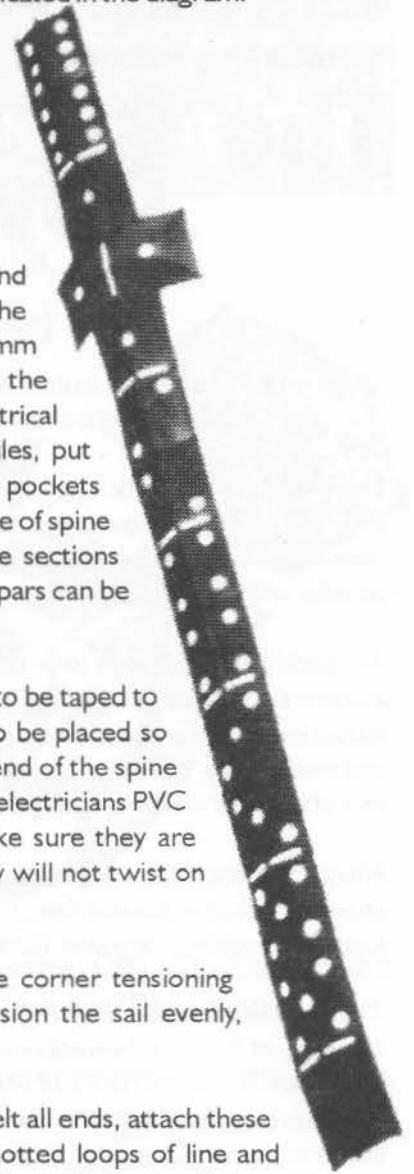 ated in the diagram.
nd
he
mm
the
trical
iles, put
pockets
e of spine
e sections
pars can be
to be taped to
o be placed so
end of the spine
electricians PVC
ke sure they are
y will not twist on
e corner tensioning
sion the sail evenly,
elt all ends, attach these
otted loops of line and